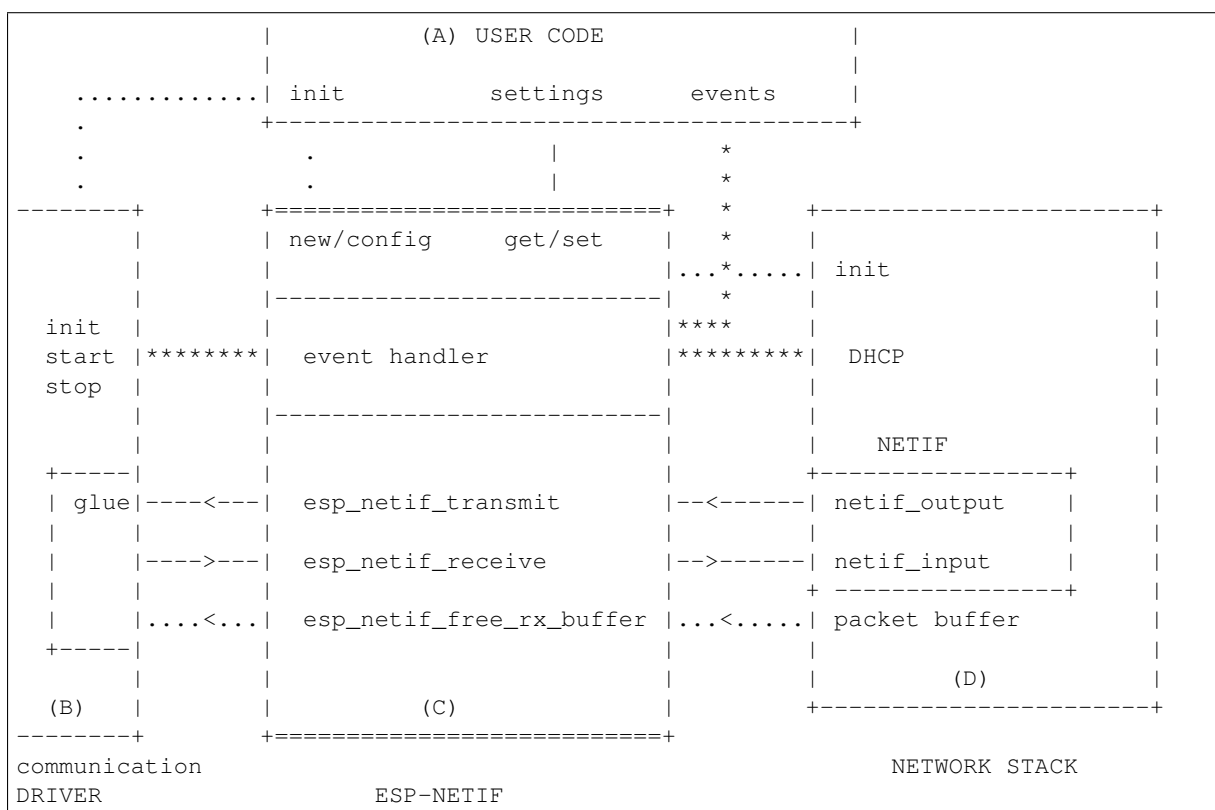 | (A) USER CODE |
| |
.............| init settings events |
. +---------------------------------------+
. . | *
. . | *
--------+ +===========================+ * +-----------------------+
| | new/config get/set | * | |
| | |...*.....| init |
| |---------------------------| * | |
init | | |**** | |
start |********| event handler |*********| DHCP |
stop | | | | |
| |---------------------------| | |
| | | | NETIF |
+-----| | | +-----------------+ |
| glue|----<---| esp_netif_transmit |--<------| netif_output | |
| | | | | | |
| |---->---| esp_netif_receive |-->------| netif_input | |
| | | | + ----------------+ |
| |....<...| esp_netif_free_rx_buffer |...<.....| packet buffer |
+-----| | | | |
| | | | (D) |
(B) | | (C) | +-----------------------+
--------+ +===========================+
communication NETWORK STACK
DRIVER ESP-NETIF